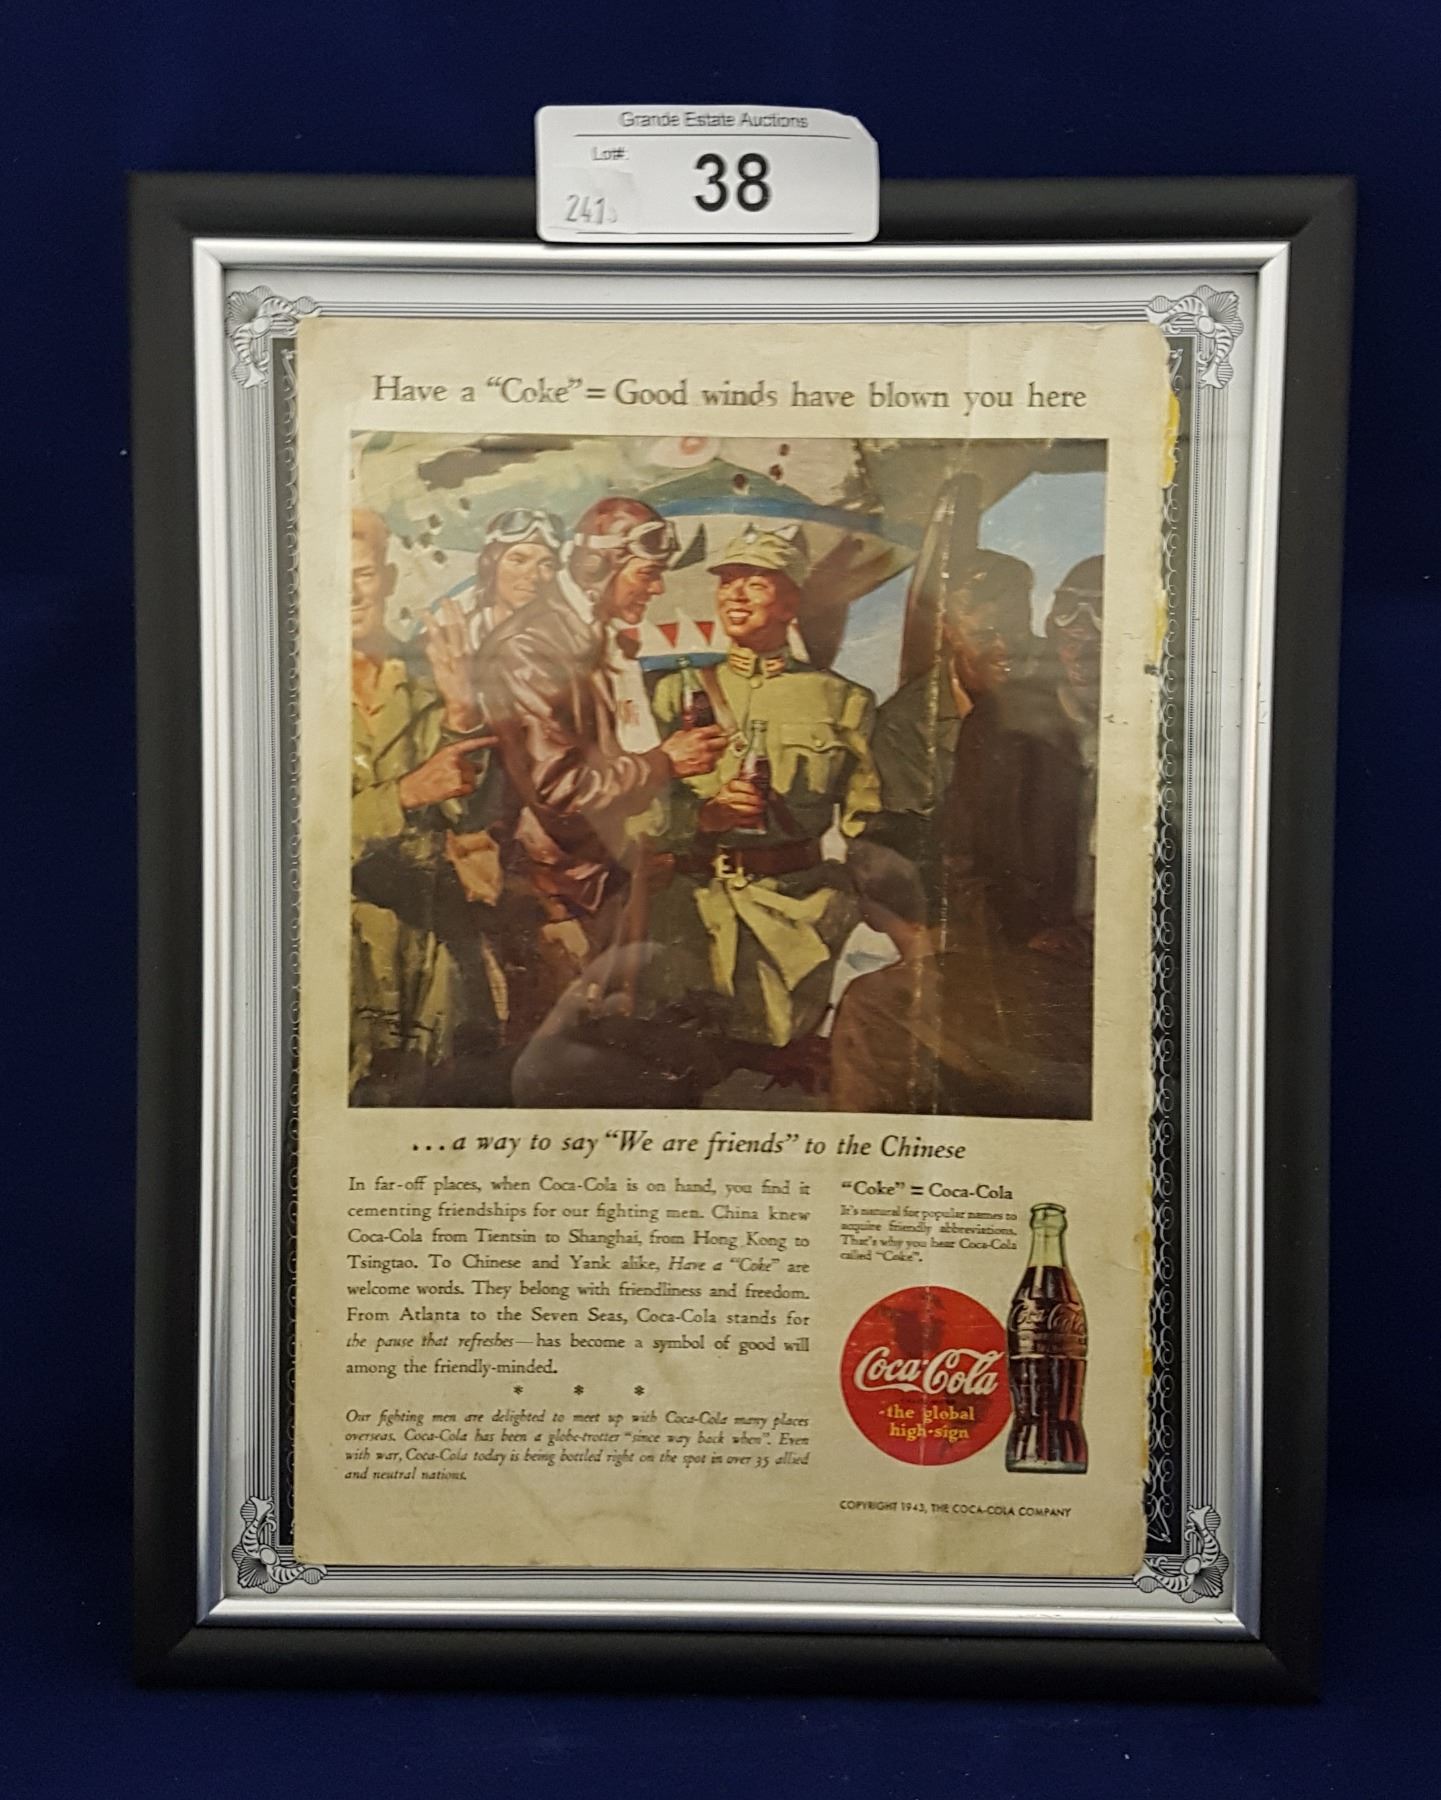 Grande Estate Auctions
Lot#:
38
241
Have a “Coke” = Good winds have blown you here
...a way to say “We are friends” to the Chinese
In far-off places, when Coca-Cola is on hand, you find it
cementing friendships for our fighting men. China knew
Coca-Cola from Tientsin to Shanghai, from Hong Kong to
Tsingtao. To Chinese and Yank alike, Have a “Coke” are
welcome words. They belong with friendliness and freedom.
From Atlanta to the Seven Seas, Coca-Cola stands for
the pause that refreshes—has become a symbol of good will
among the friendly-minded.
* * *
Our fighting men are delighted to meet up with Coca-Cola many places
overseas. Coca-Cola has been a globe-trotter “since way back when”. Even
with war, Coca-Cola today is being bottled right on the spot in over 35 allied
and neutral nations.
“Coke” = Coca-Cola
It's natural for popular names to
acquire friendly abbreviations.
That's why you hear Coca-Cola
called “Coke”.
Coca-Cola
Coca-Cola
-the global
high-sign
COPYRIGHT 1943, THE COCA-COLA COMPANY